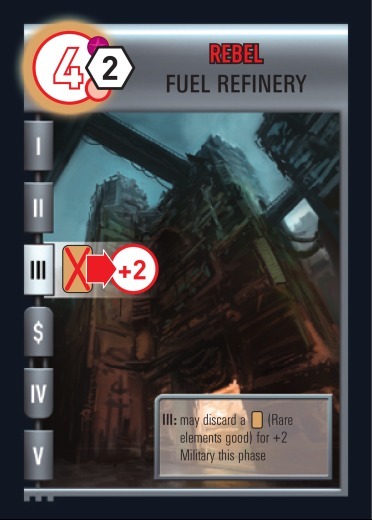 4 2
REBEL
FUEL REFINERY
I
II
III +2
$
IV
V
III: may discard a (Rare
elements good) for +2
Military this phase